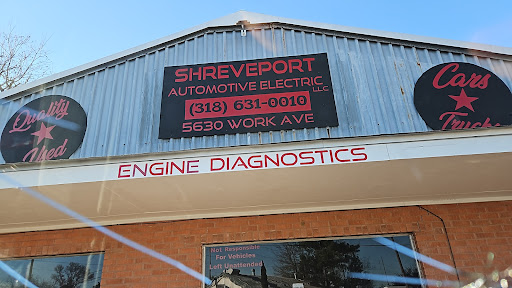 SHREVEPORT
AUTOMOTIVE ELECTRIC LLC
(318) 631-0010
5630 WORK AVE
Quality
Used
Cars
Trucks
ENGINE DIAGNOSTICS
Not Responsible
For Vehicles
Left Unattended